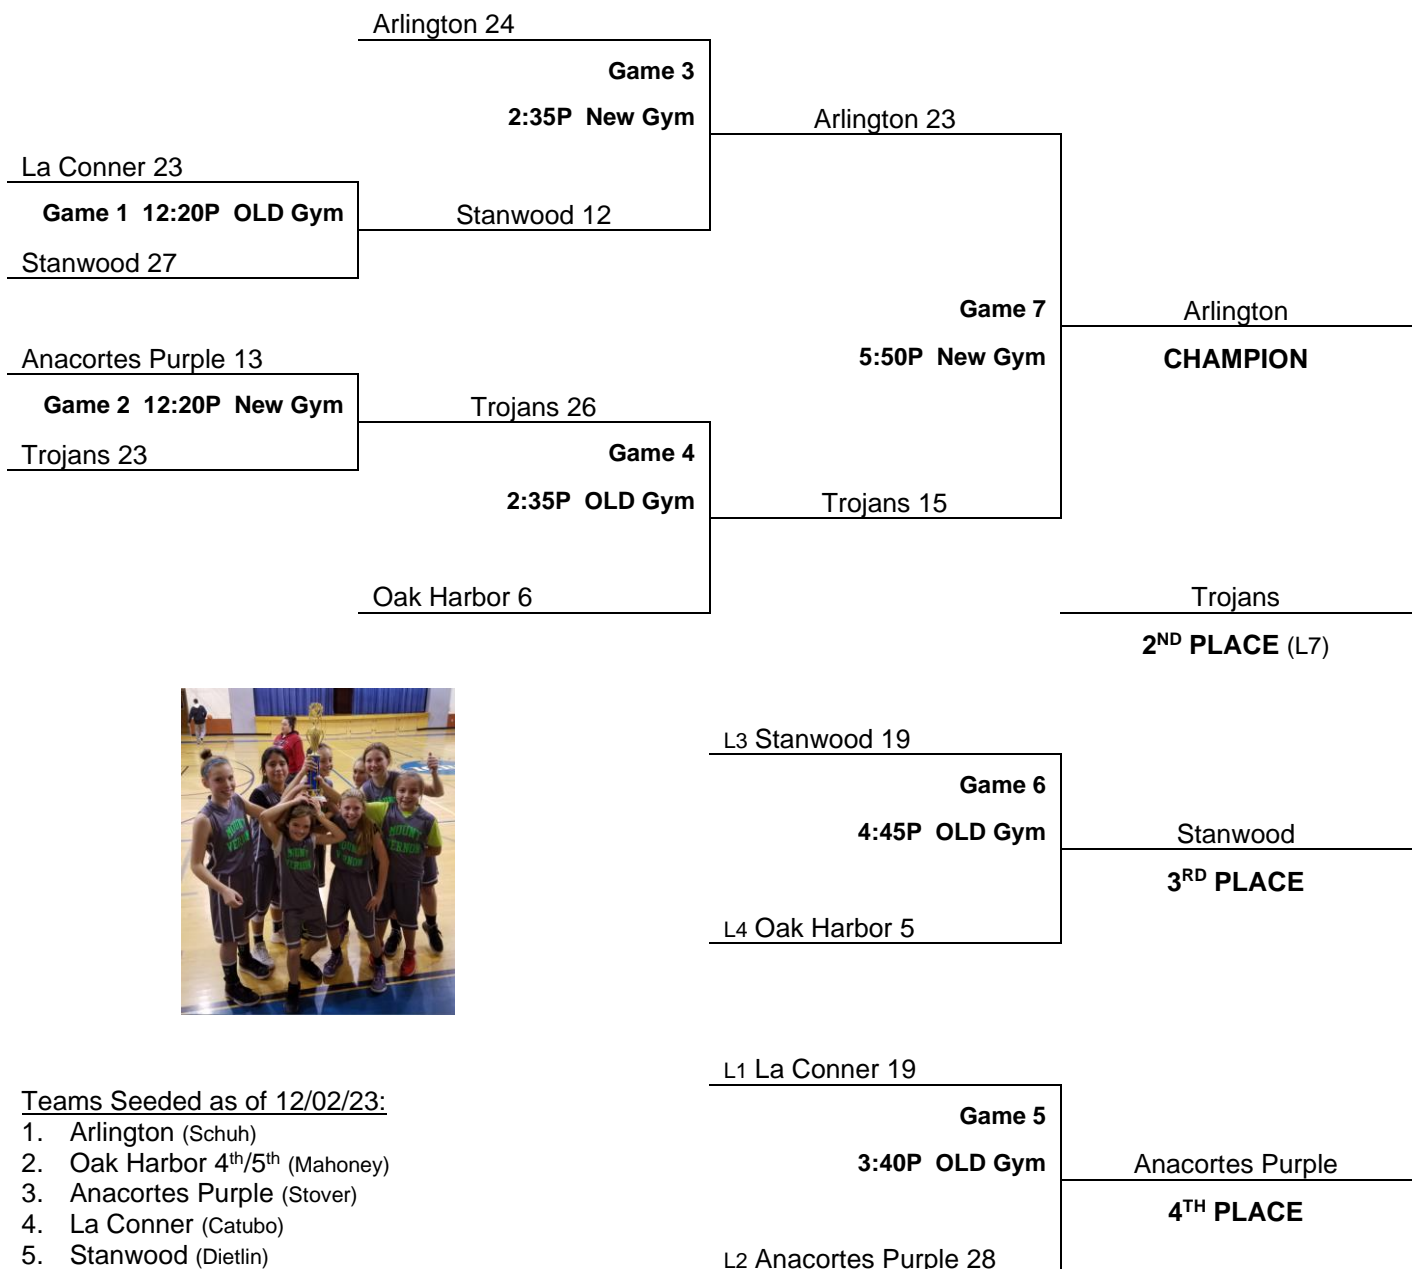 Arlington 24
Game 3
2:35P  New Gym
Arlington 23
La Conner 23
Game 1  12:20P  OLD Gym
Stanwood 12
Stanwood 27
Game 7
5:50P  New Gym
Arlington
CHAMPION
Anacortes Purple 13
Game 2  12:20P  New Gym
Trojans 26
Trojans 23
Game 4
2:35P  OLD Gym
Trojans 15
Oak Harbor 6
Trojans
2ND PLACE (L7)
MOUNT VERNON
MOUNT VERNON
MOUNT VERNON
L3 Stanwood 19
Game 6
4:45P  OLD Gym
Stanwood
3RD PLACE
L4 Oak Harbor 5
L1 La Conner 19
Game 5
3:40P  OLD Gym
Anacortes Purple
4TH PLACE
L2 Anacortes Purple 28
Teams Seeded as of 12/02/23:
1. Arlington (Schuh)
2. Oak Harbor 4th/5th (Mahoney)
3. Anacortes Purple (Stover)
4. La Conner (Catubo)
5. Stanwood (Dietlin)